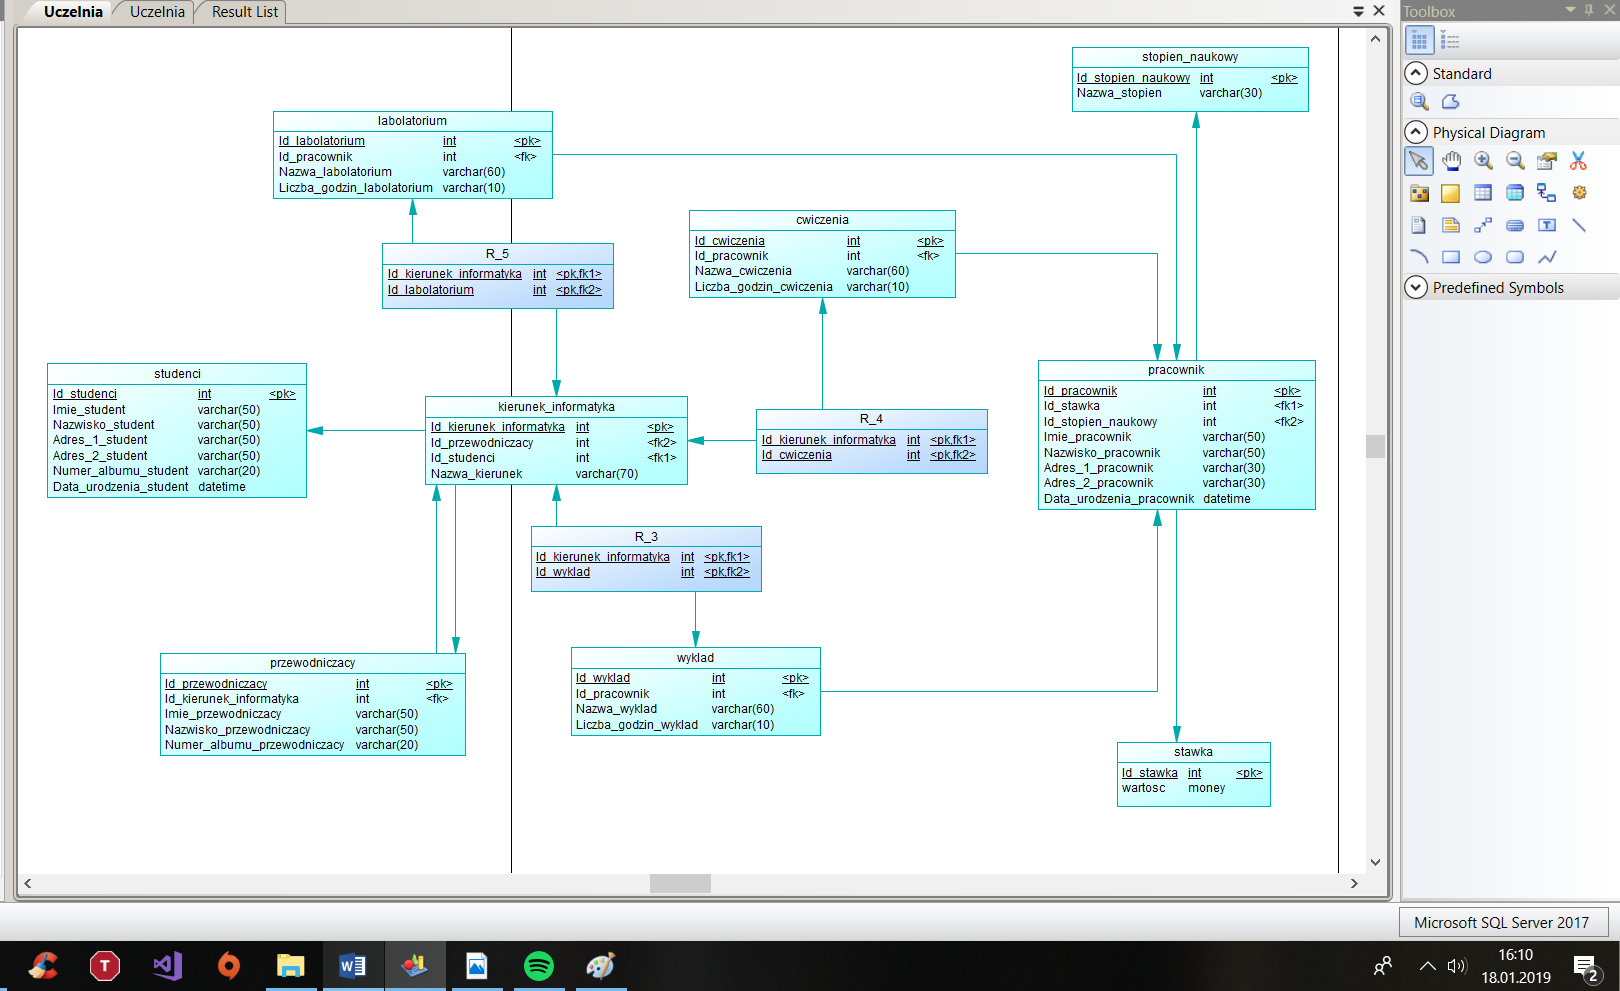 Uczelnia
Uczelnia
Result List
Toolbox
Standard
Physical Diagram
Predefined Symbols
stopien_naukowy
Id_stopien_naukowy int <pk>
Nazwa_stopien varchar(30)
labolatorium
Id_labolatorium int <pk>
Id_pracownik int <fk>
Nazwa_labolatorium varchar(60)
Liczba_godzin_labolatorium varchar(10)
cwiczenia
Id_cwiczenia int <pk>
Id_pracownik int <fk>
Nazwa_cwiczenia varchar(60)
Liczba_godzin_cwiczenia varchar(10)
R_5
Id_kierunek_informatyka int <pk,fk1>
Id_labolatorium int <pk,fk2>
studenci
Id_studenci int <pk>
Imie_student varchar(50)
Nazwisko_student varchar(50)
Adres_1_student varchar(50)
Adres_2_student varchar(50)
Numer_albumu_student varchar(20)
Data_urodzenia_student datetime
kierunek_informatyka
Id_kierunek_informatyka int <pk>
Id_przewodniczacy int <fk2>
Id_studenci int <fk1>
Nazwa_kierunek varchar(70)
R_4
Id_kierunek_informatyka int <pk,fk1>
Id_cwiczenia int <pk,fk2>
pracownik
Id_pracownik int <pk>
Id_stawka int <fk1>
Id_stopien_naukowy int <fk2>
Imie_pracownik varchar(50)
Nazwisko_pracownik varchar(50)
Adres_1_pracownik varchar(30)
Adres_2_pracownik varchar(30)
Data_urodzenia_pracownik datetime
R_3
Id_kierunek_informatyka int <pk,fk1>
Id_wyklad int <pk,fk2>
przewodniczacy
Id_przewodniczacy int <pk>
Id_kierunek_informatyka int <fk>
Imie_przewodniczacy varchar(50)
Nazwisko_przewodniczacy varchar(50)
Numer_albumu_przewodniczacy varchar(20)
wyklad
Id_wyklad int <pk>
Id_pracownik int <fk>
Nazwa_wyklad varchar(60)
Liczba_godzin_wyklad varchar(10)
stawka
Id_stawka int <pk>
wartosc money
Microsoft SQL Server 2017
16:10
18.01.2019
2